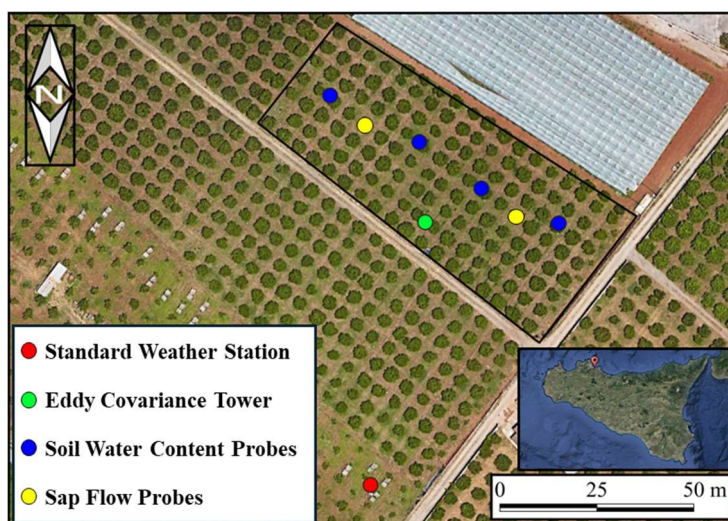 N
Standard Weather Station
Eddy Covariance Tower
Soil Water Content Probes
Sap Flow Probes
0 25 50 m